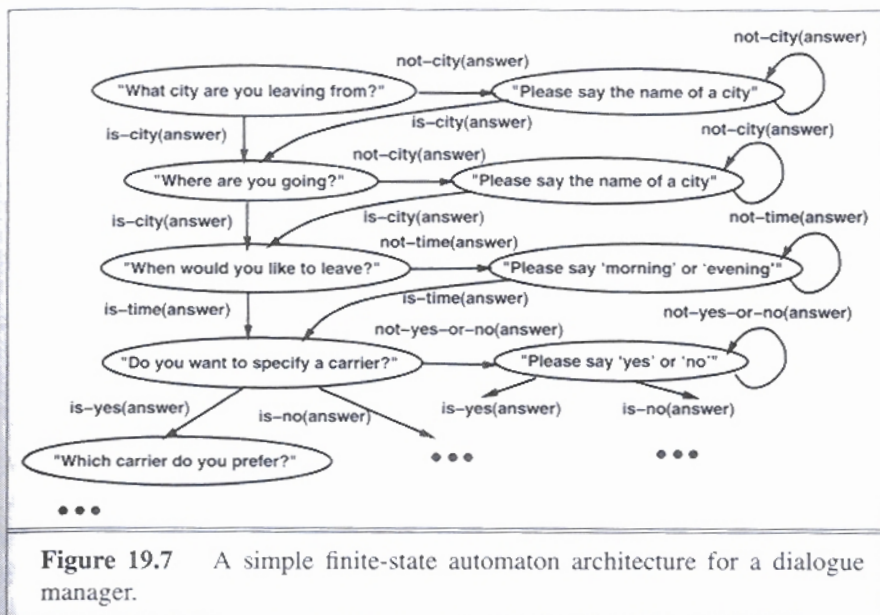 not–city(answer)
not–city(answer)
"What city are you leaving from?"
"Please say the name of a city"
is–city(answer)
is–city(answer)
not–city(answer)
not–city(answer)
"Where are you going?"
"Please say the name of a city"
is–city(answer)
is–city(answer)
not–time(answer)
not–time(answer)
"When would you like to leave?"
"Please say 'morning' or 'evening'"
is–time(answer)
is–time(answer)
not–yes–or–no(answer)
not–yes–or–no(answer)
"Do you want to specify a carrier?"
"Please say 'yes' or 'no'"
is–yes(answer)
is–no(answer)
is–yes(answer)
is–no(answer)
"Which carrier do you prefer?"
•••
•••
•••
Figure 19.7 A simple finite-state automaton architecture for a dialogue
manager.